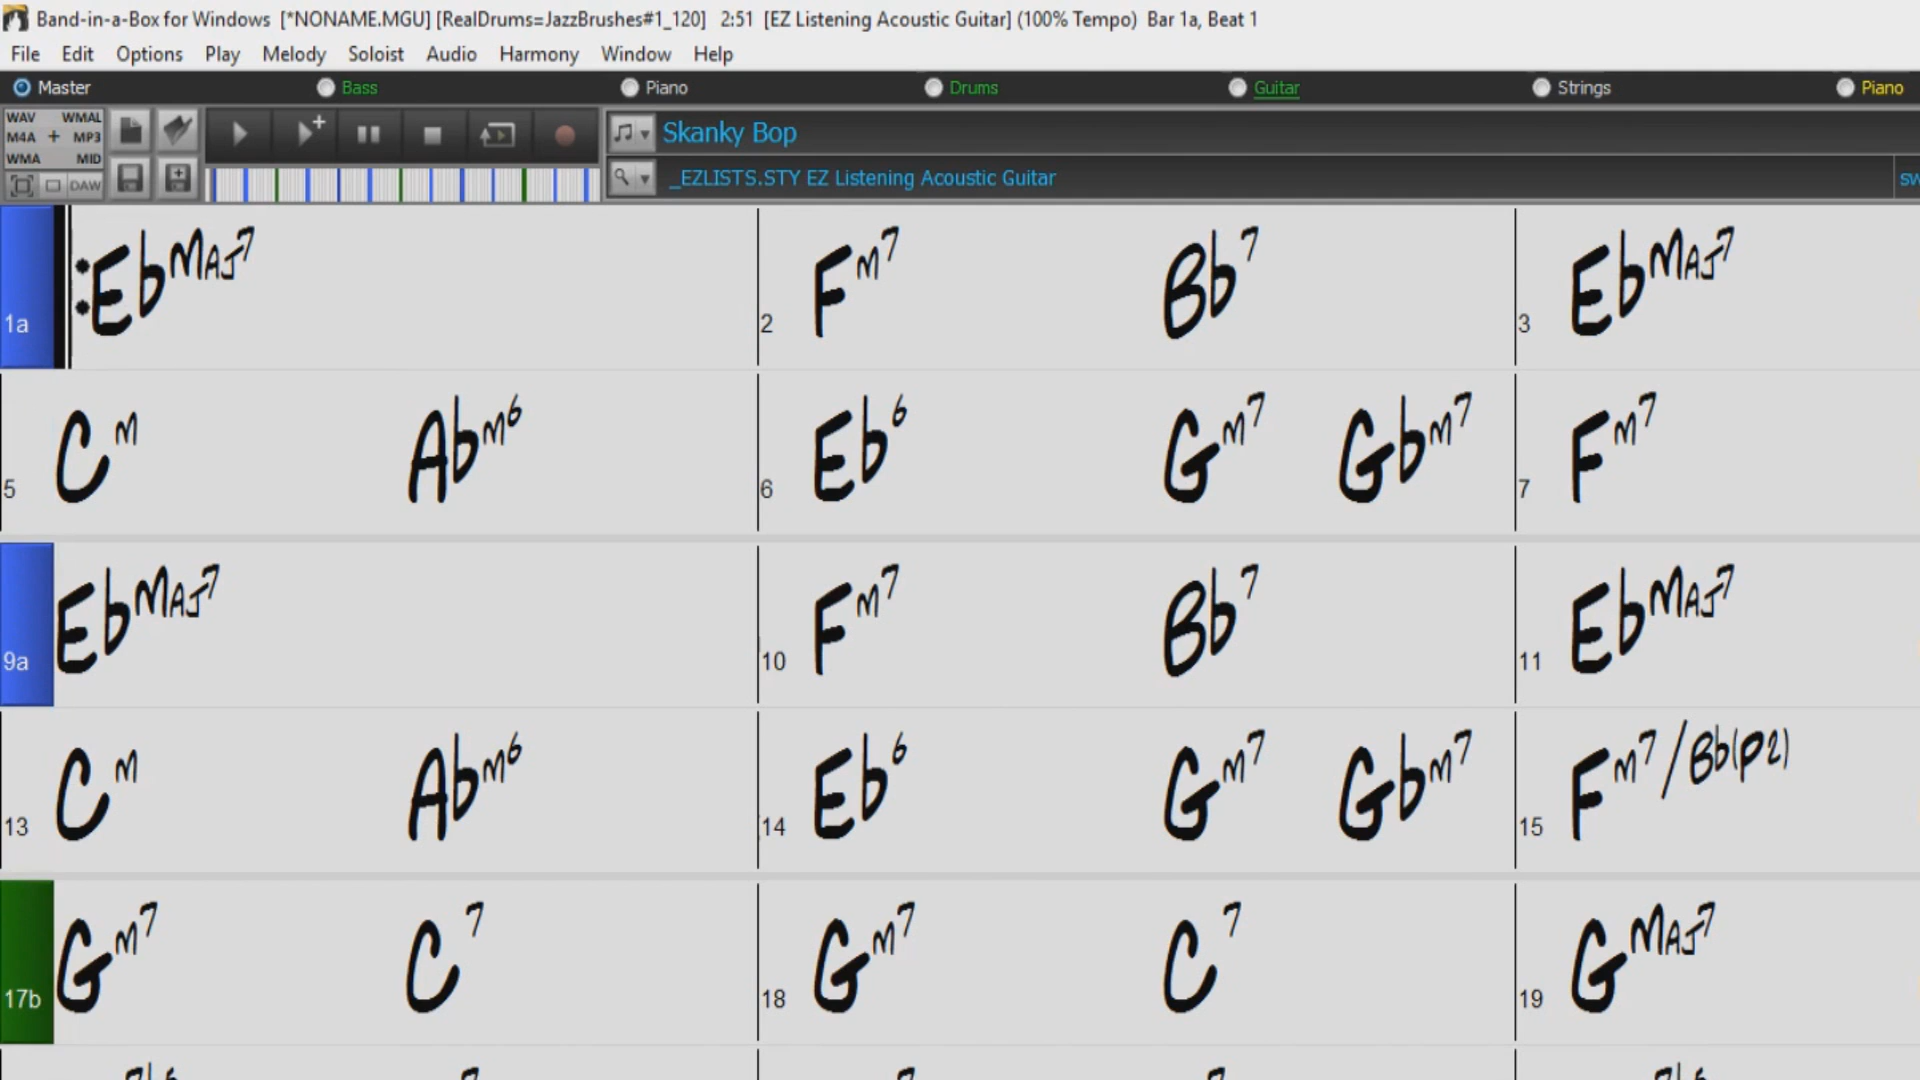 Band-in-a-Box for Windows [*NONAME.MGU] [RealDrums=JazzBrushes#1_120] 2:51 [EZ Listening Acoustic Guitar] (100% Tempo) Bar 1a, Beat 1
File Edit Options Play Melody Soloist Audio Harmony Window Help
Master Bass Piano Drums Guitar Strings Piano
WAV WMAL
M4A + MP3
WMA MID
DAW
Skanky Bop
_EZLISTS.STY EZ Listening Acoustic Guitar sw
1a EbMAJ7 2 Fm7 Bb7 3 EbMAJ7
5 Cm Abm6 6 Eb6 Gm7 Gbm7 7 Fm7
9a EbMAJ7 10 Fm7 Bb7 11 EbMAJ7
13 Cm Abm6 14 Eb6 Gm7 Gbm7 15 Fm7/Bb(P2)
17b Gm7 C7 18 Gm7 C7 19 GMAJ7